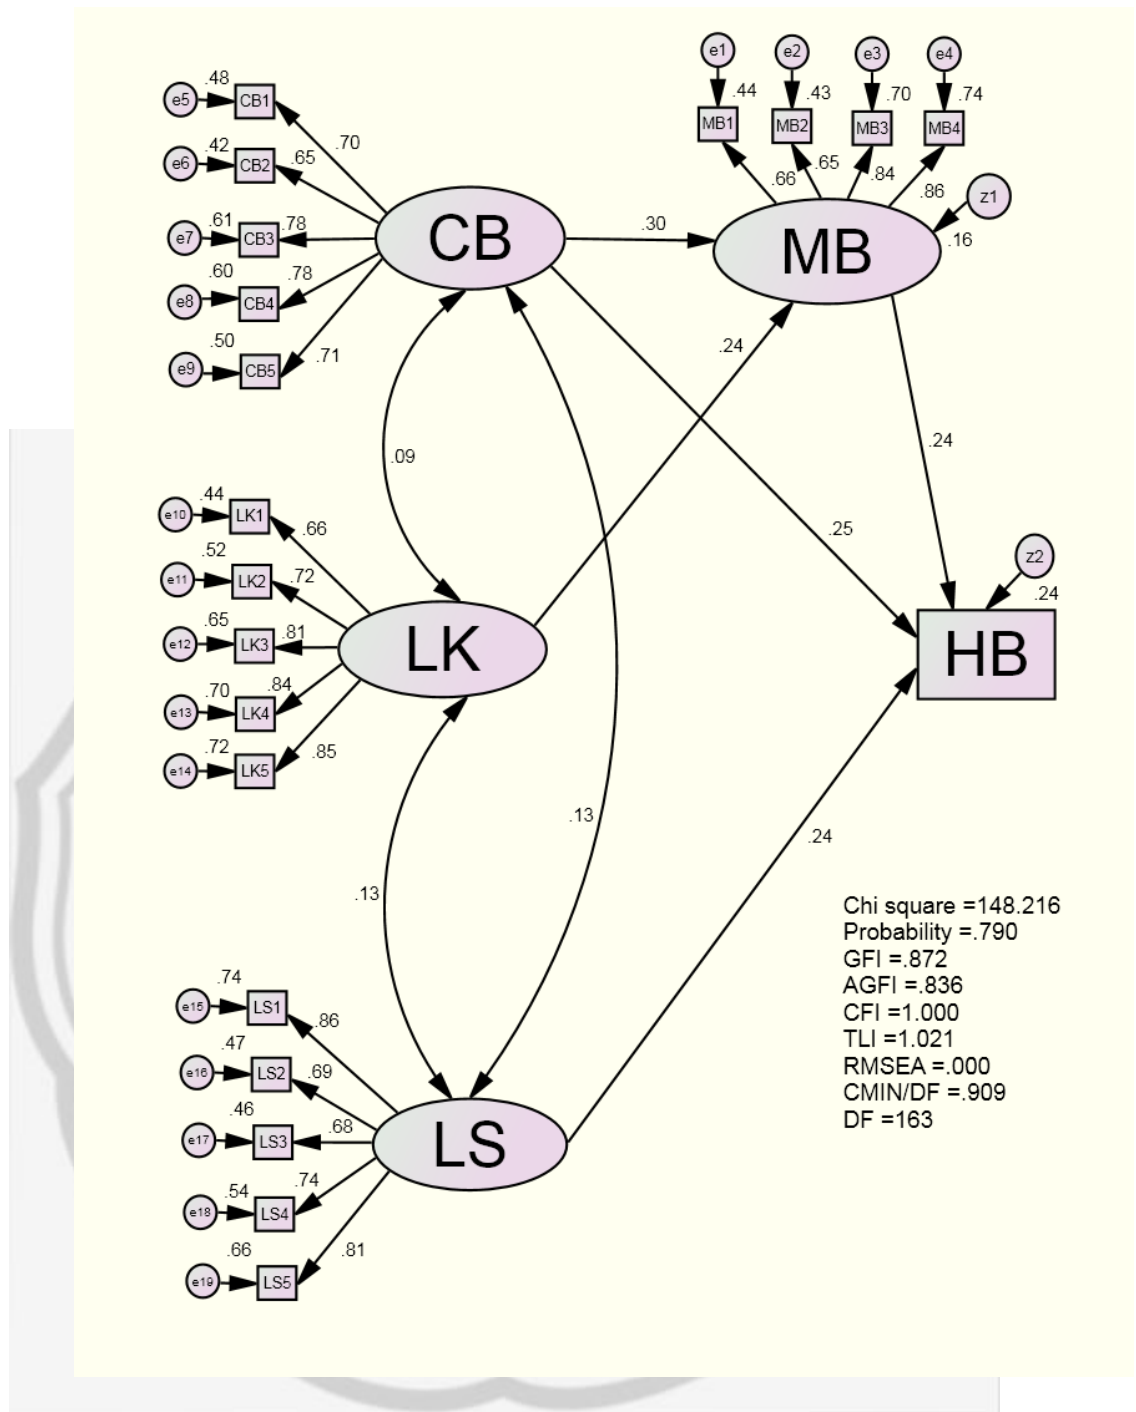 e1
e2
e3
e4
.44
.43
.70
.74
MB1
MB2
MB3
MB4
.66
.65
.84
.86
z1
.16
MB
e5
.48
CB1
.70
e6
.42
CB2
.65
e7
.61
CB3
.78
e8
.60
CB4
.78
e9
.50
CB5
.71
CB
.30
.24
.09
.24
.25
z2
.24
HB
e10
.44
LK1
.66
e11
.52
LK2
.72
e12
.65
LK3
.81
e13
.70
LK4
.84
e14
.72
LK5
.85
LK
.13
.13
.24
e15
.74
LS1
.86
e16
.47
LS2
.69
e17
.46
LS3
.68
e18
.54
LS4
.74
e19
.66
LS5
.81
LS
Chi square =148.216
Probability =.790
GFI =.872
AGFI =.836
CFI =1.000
TLI =1.021
RMSEA =.000
CMIN/DF =.909
DF =163